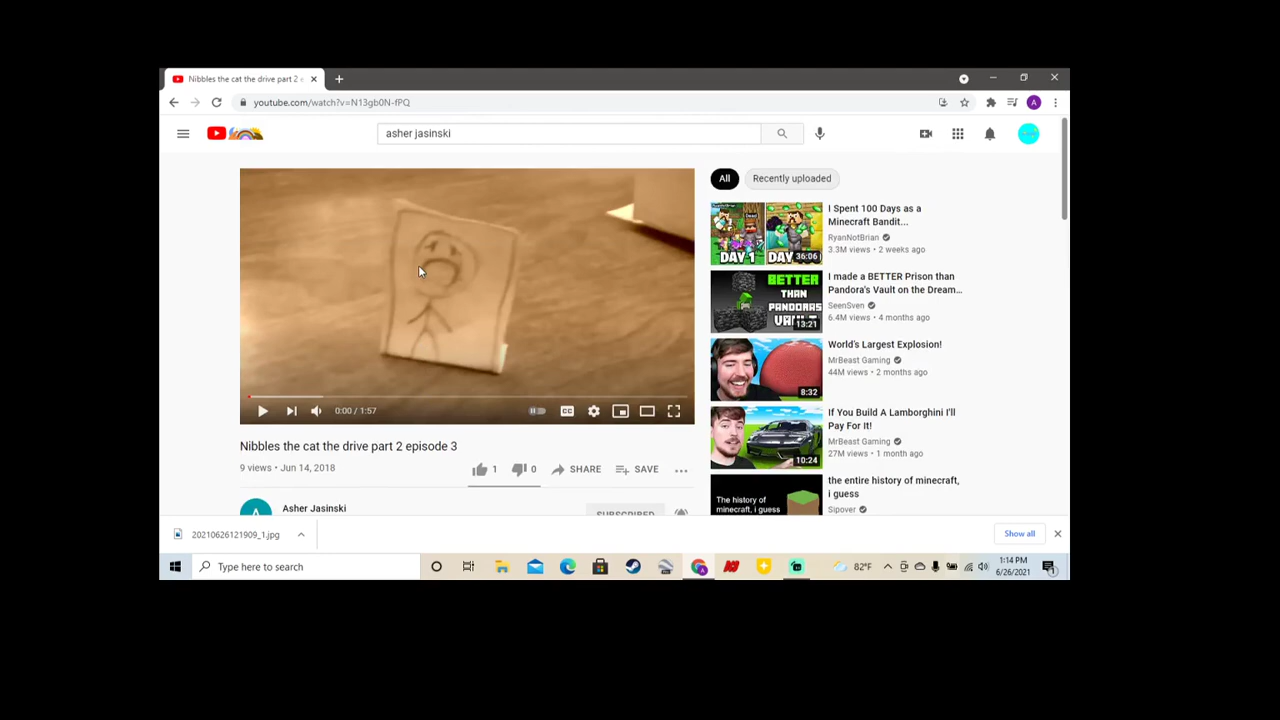 Nibbles the cat the drive part 2 e
youtube.com/watch?v=N13gb0N-fPQ
A
asher jasinski
All
Recently uploaded
I Spent 100 Days as a
Minecraft Bandit...
RyanNotBrian
3.3M views • 2 weeks ago
DAY 1
DAY
36:06
I made a BETTER Prison than
Pandora's Vault on the Dream...
SeenSven
6.4M views • 4 months ago
BETTER
THAN
PANDORAS
VAULT
13:21
World's Largest Explosion!
MrBeast Gaming
44M views • 2 months ago
8:32
If You Build A Lamborghini I'll
Pay For It!
MrBeast Gaming
27M views • 1 month ago
10:24
the entire history of minecraft,
i guess
Sipover
The history of
minecraft, i guess
0:00 / 1:57
CC
Nibbles the cat the drive part 2 episode 3
9 views • Jun 14, 2018
1
0
SHARE
SAVE
Asher Jasinski
SUBSCRIBED
20210626121909_1.jpg
Show all
Type here to search
82°F
1:14 PM
6/26/2021
1